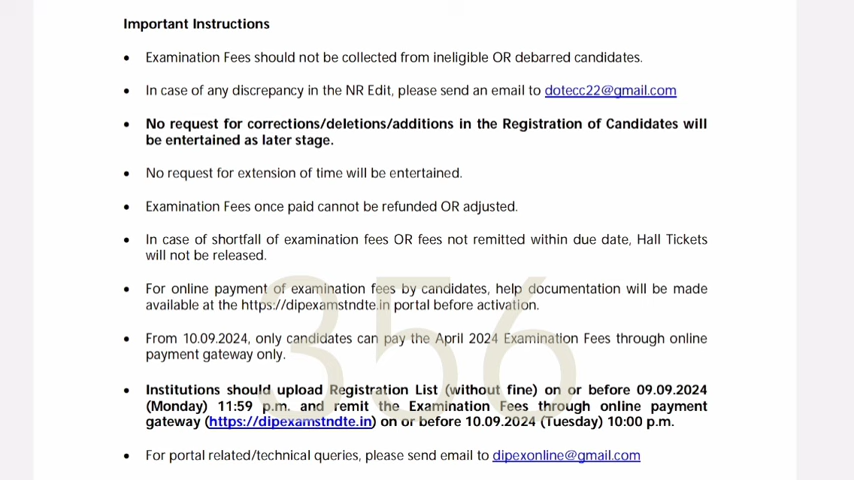 Important Instructions
• Examination Fees should not be collected from ineligible OR debarred candidates.
• In case of any discrepancy in the NR Edit, please send an email to dotecc22@gmail.com
• No request for corrections/deletions/additions in the Registration of Candidates will
be entertained as later stage.
• No request for extension of time will be entertained.
• Examination Fees once paid cannot be refunded OR adjusted.
• In case of shortfall of examination fees OR fees not remitted within due date, Hall Tickets
will not be released.
• For online payment of examination fees by candidates, help documentation will be made
available at the https://dipexamstndte.in portal before activation.
• From 10.09.2024, only candidates can pay the April 2024 Examination Fees through online
payment gateway only.
• Institutions should upload Registration List (without fine) on or before 09.09.2024
(Monday) 11:59 p.m. and remit the Examination Fees through online payment
gateway (https://dipexamstndte.in) on or before 10.09.2024 (Tuesday) 10:00 p.m.
• For portal related/technical queries, please send email to dipexonline@gmail.com
356